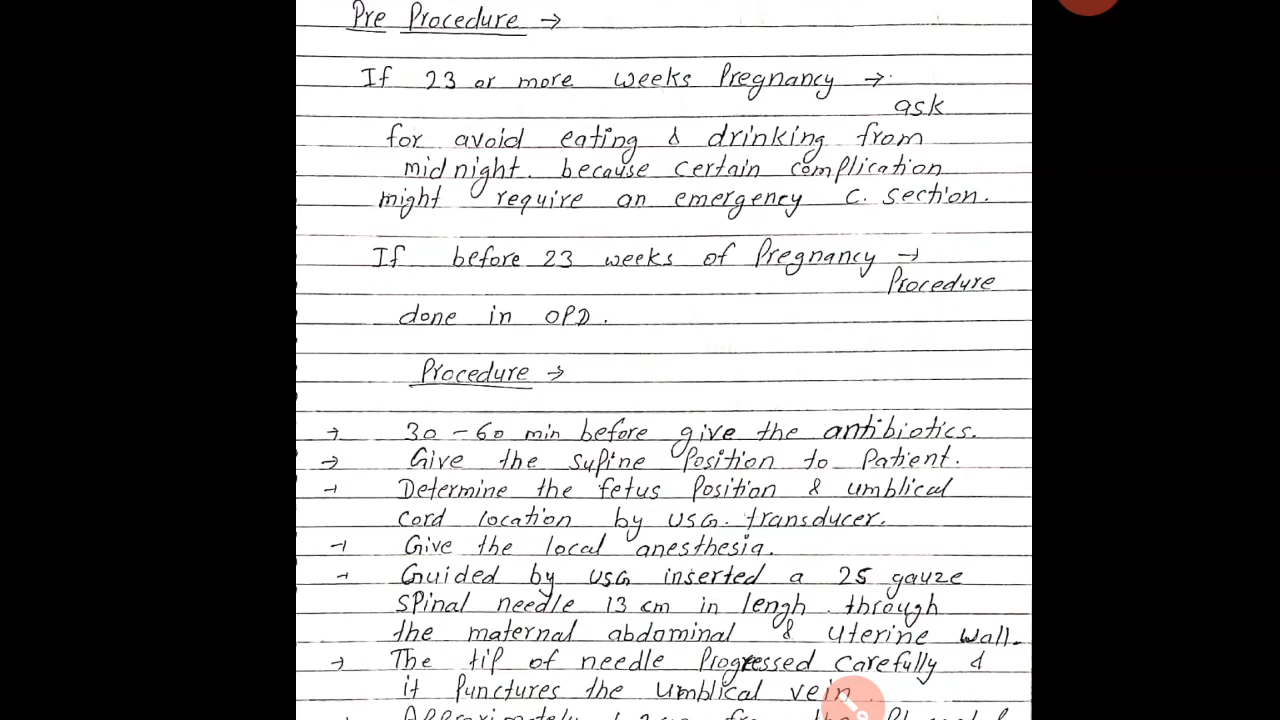 Pre Procedure →
If 23 or more weeks Pregnancy →
ask
for avoid eating & drinking from
midnight. because certain complication
might require an emergency c. section.
If before 23 weeks of Pregnancy →
Procedure
done in OPD.
Procedure →
→ 30 - 60 min before give the antibiotics.
→ Give the supine Position to Patient.
→ Determine the fetus Position & umblical
cord location by USG. transducer.
→ Give the local anesthesia.
→ Guided by USG inserted a 25 gauze
spinal needle 13 cm in lengh. through
the maternal abdominal & uterine wall.
→ The tip of needle Progressed carefully &
it Punctures the umblical vein.
Approximately